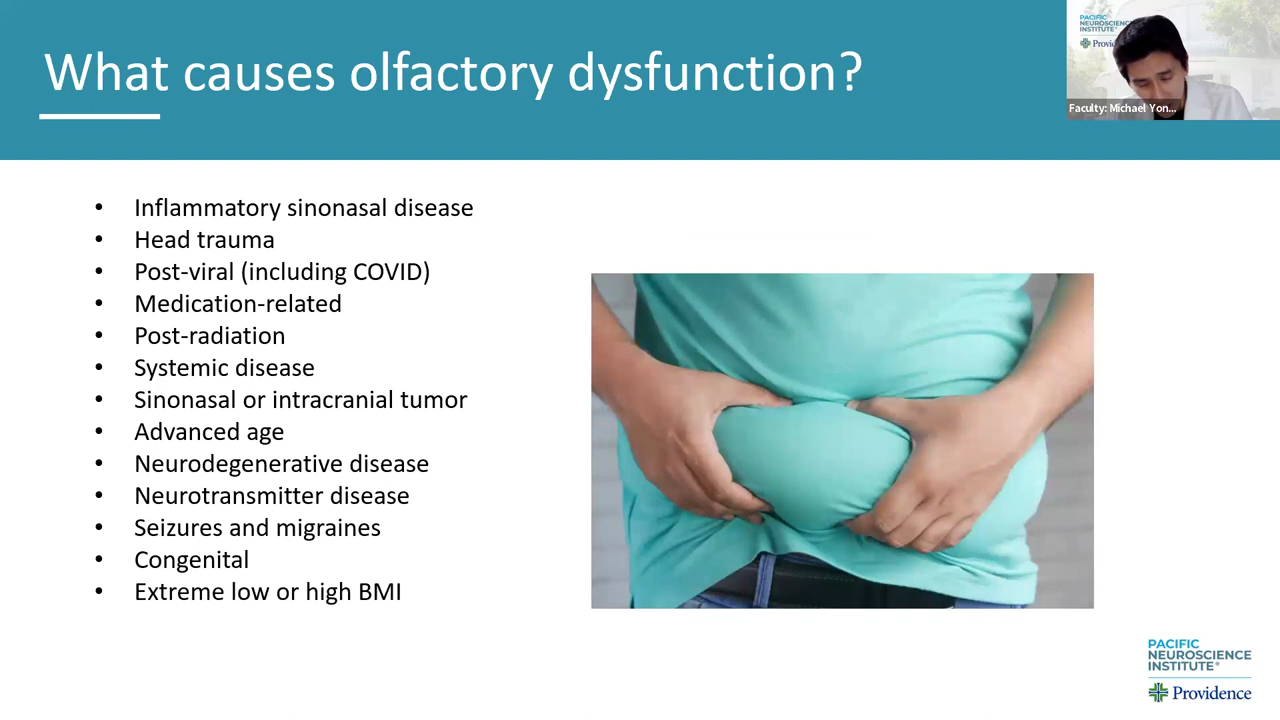 What causes olfactory dysfunction?
PACIFIC
NEUROSCIENCE
INSTITUTE®
Faculty: Michael Yon...
• Inflammatory sinonasal disease
• Head trauma
• Post-viral (including COVID)
• Medication-related
• Post-radiation
• Systemic disease
• Sinonasal or intracranial tumor
• Advanced age
• Neurodegenerative disease
• Neurotransmitter disease
• Seizures and migraines
• Congenital
• Extreme low or high BMI
PACIFIC
NEUROSCIENCE
INSTITUTE®
Providence